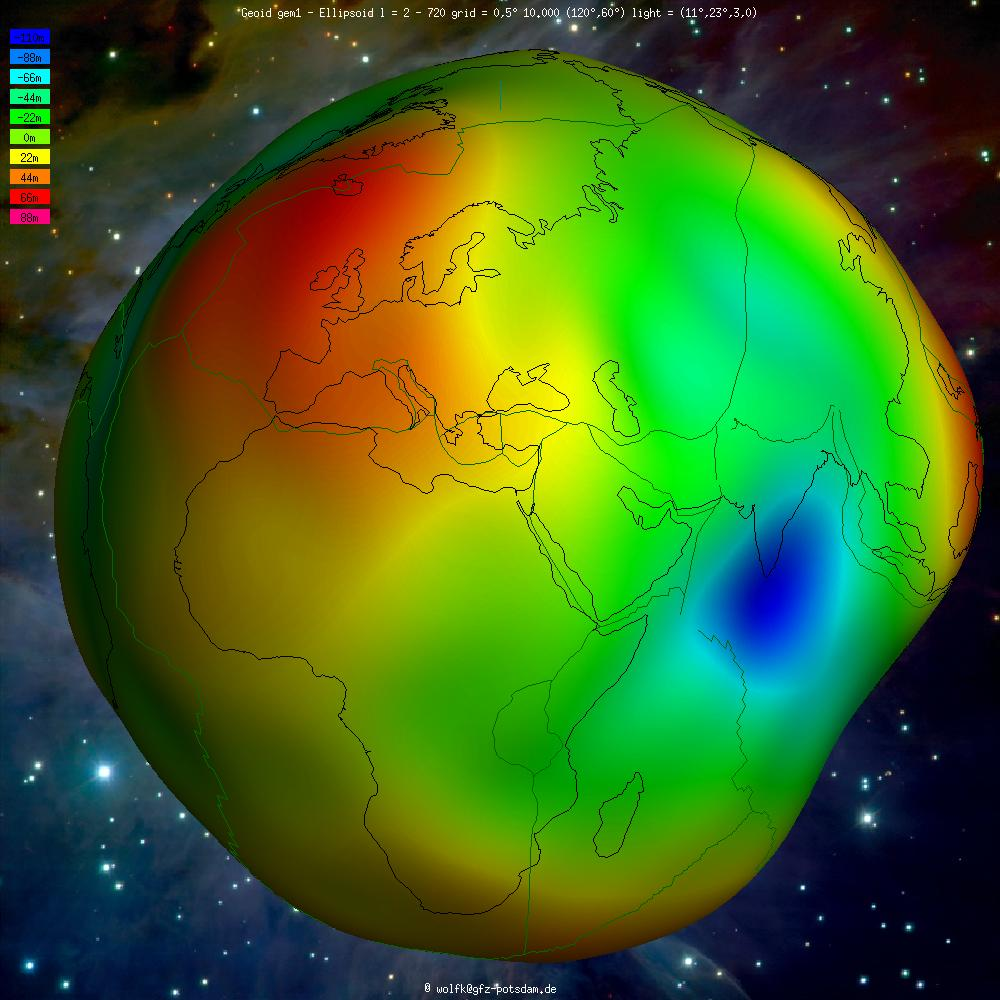 Geoid gem1 - Ellipsoid l = 2 - 720 grid = 0,5° 10.000 (120°,60°) light = (11°,23°,3,0)
-110m
-88m
-66m
-44m
-22m
0m
22m
44m
66m
88m
© wolfk@gfz-potsdam.de